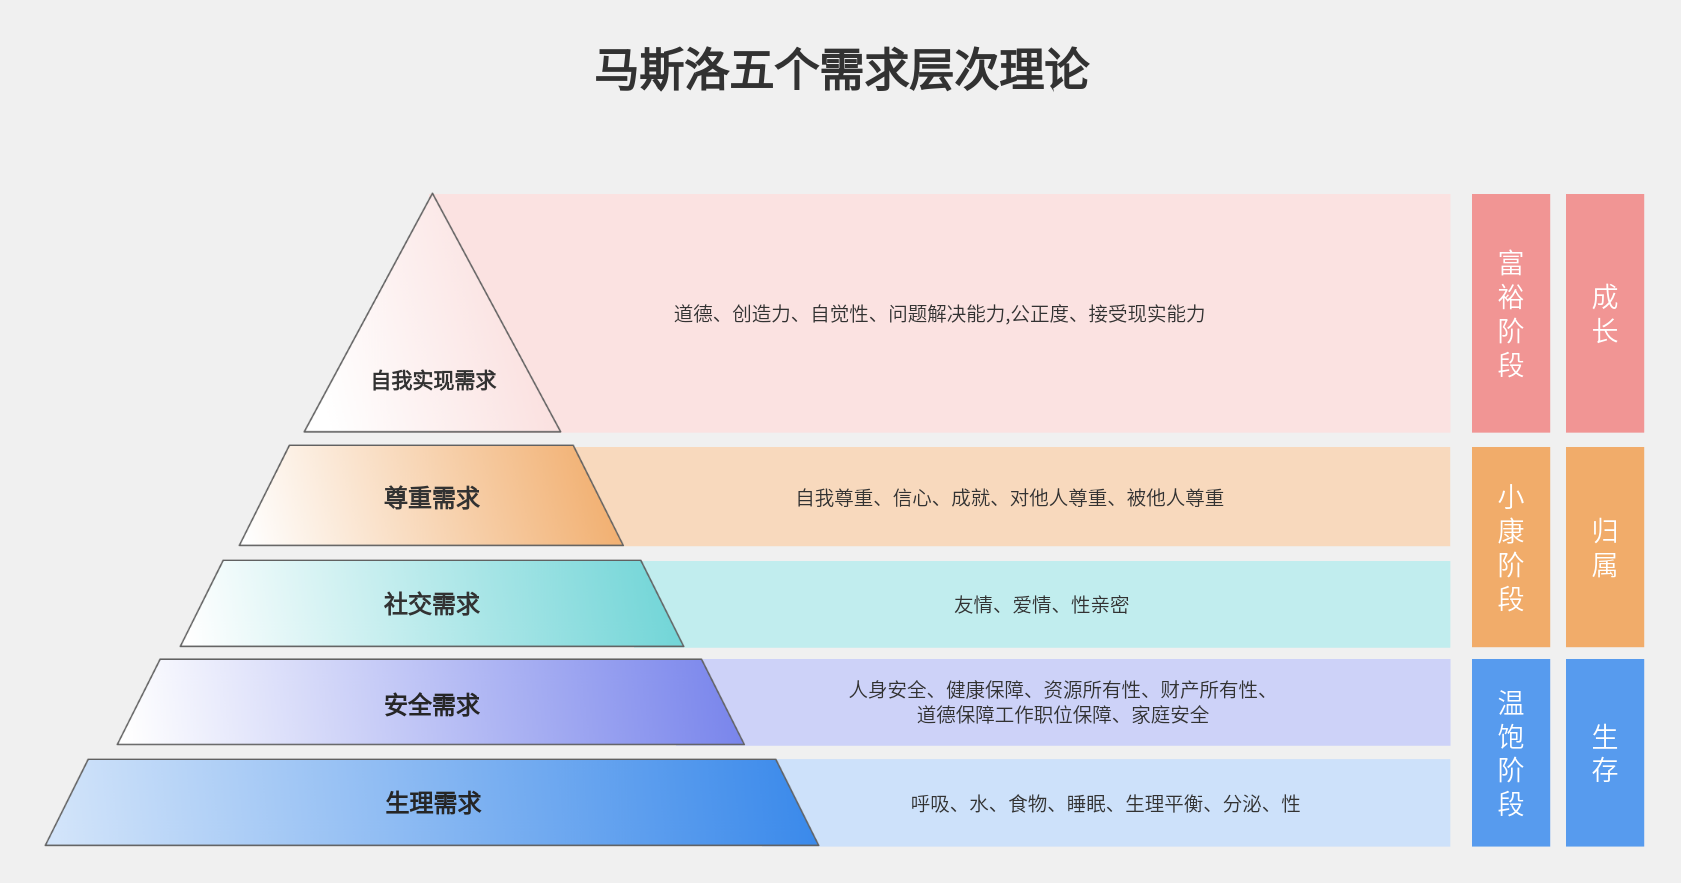 马斯洛五个需求层次理论
道德、创造力、自觉性、问题解决能力,公正度、接受现实能力
自我实现需求
富裕阶段
成长
尊重需求
自我尊重、信心、成就、对他人尊重、被他人尊重
小康阶段
归属
社交需求
友情、爱情、性亲密
安全需求
人身安全、健康保障、资源所有性、财产所有性、
道德保障工作职位保障、家庭安全
温饱阶段
生存
生理需求
呼吸、水、食物、睡眠、生理平衡、分泌、性